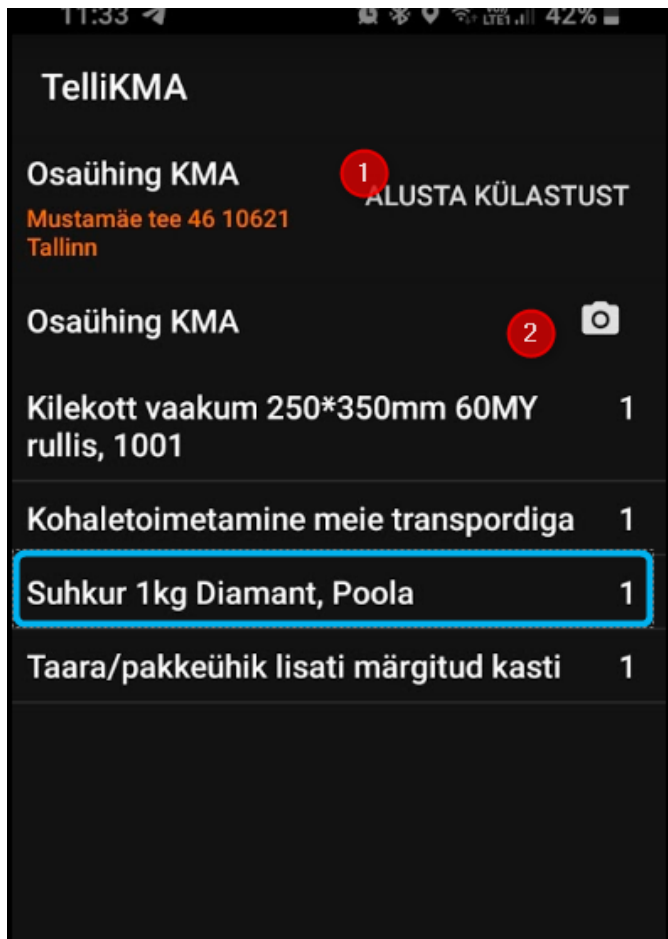 11:33 42%
TelliKMA
Osaühing KMA
1
ALUSTA KÜLASTUST
Mustamäe tee 46 10621
Tallinn
Osaühing KMA
2
Kilekott vaakum 250*350mm 60MY 1
rullis, 1001
Kohaletoimetamine meie transpordiga 1
Suhkur 1kg Diamant, Poola 1
Taara/pakkeühik lisati märgitud kasti 1